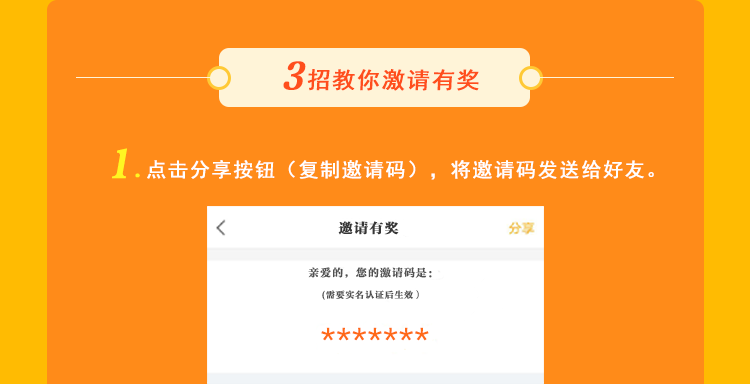 3招教你邀请有奖
1.点击分享按钮（复制邀请码），将邀请码发送给好友。
邀请有奖 分享
亲爱的，您的邀请码是：
（需要实名认证后生效）
*******